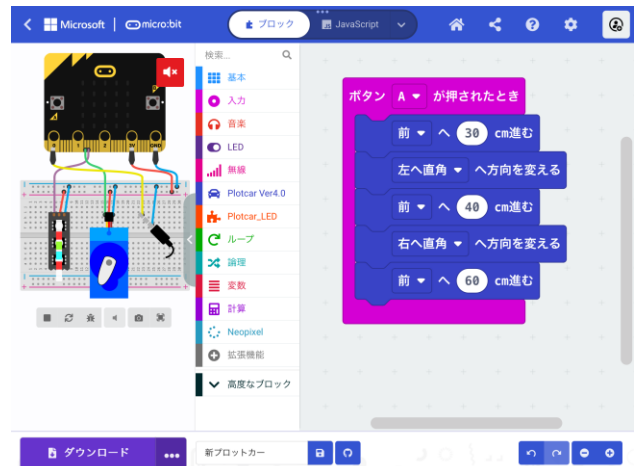 Microsoft
micro:bit
ブロック
JavaScript
検索...
基本
入力
音楽
LED
無線
Plotcar Ver4.0
Plotcar_LED
ループ
論理
変数
計算
Neopixel
拡張機能
高度なブロック
ボタン A が押されたとき
前 へ 30 cm進む
左へ直角 へ方向を変える
前 へ 40 cm進む
右へ直角 へ方向を変える
前 へ 60 cm進む
0 1 2 3V GND
ダウンロード
新プロットカー